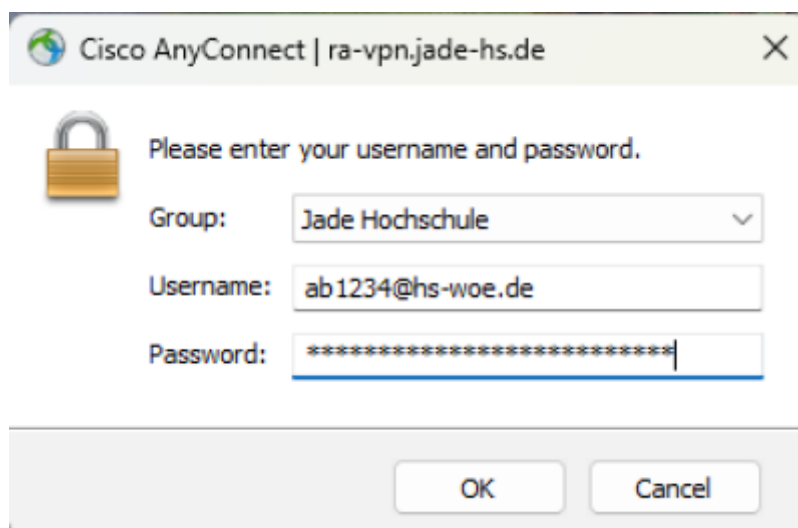 Cisco AnyConnect | ra-vpn.jade-hs.de
Please enter your username and password.
Group: Jade Hochschule
Username: ab1234@hs-woe.de
Password: **************************
OK Cancel